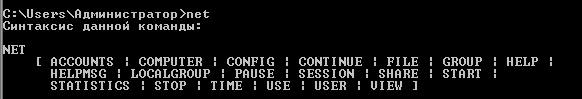 C:\Users\Администратор>net
Синтаксис данной команды:
NET
[ ACCOUNTS ¦ COMPUTER ¦ CONFIG ¦ CONTINUE ¦ FILE ¦ GROUP ¦ HELP ¦
HELPMSG ¦ LOCALGROUP ¦ PAUSE ¦ SESSION ¦ SHARE ¦ START ¦
STATISTICS ¦ STOP ¦ TIME ¦ USE ¦ USER ¦ VIEW ]